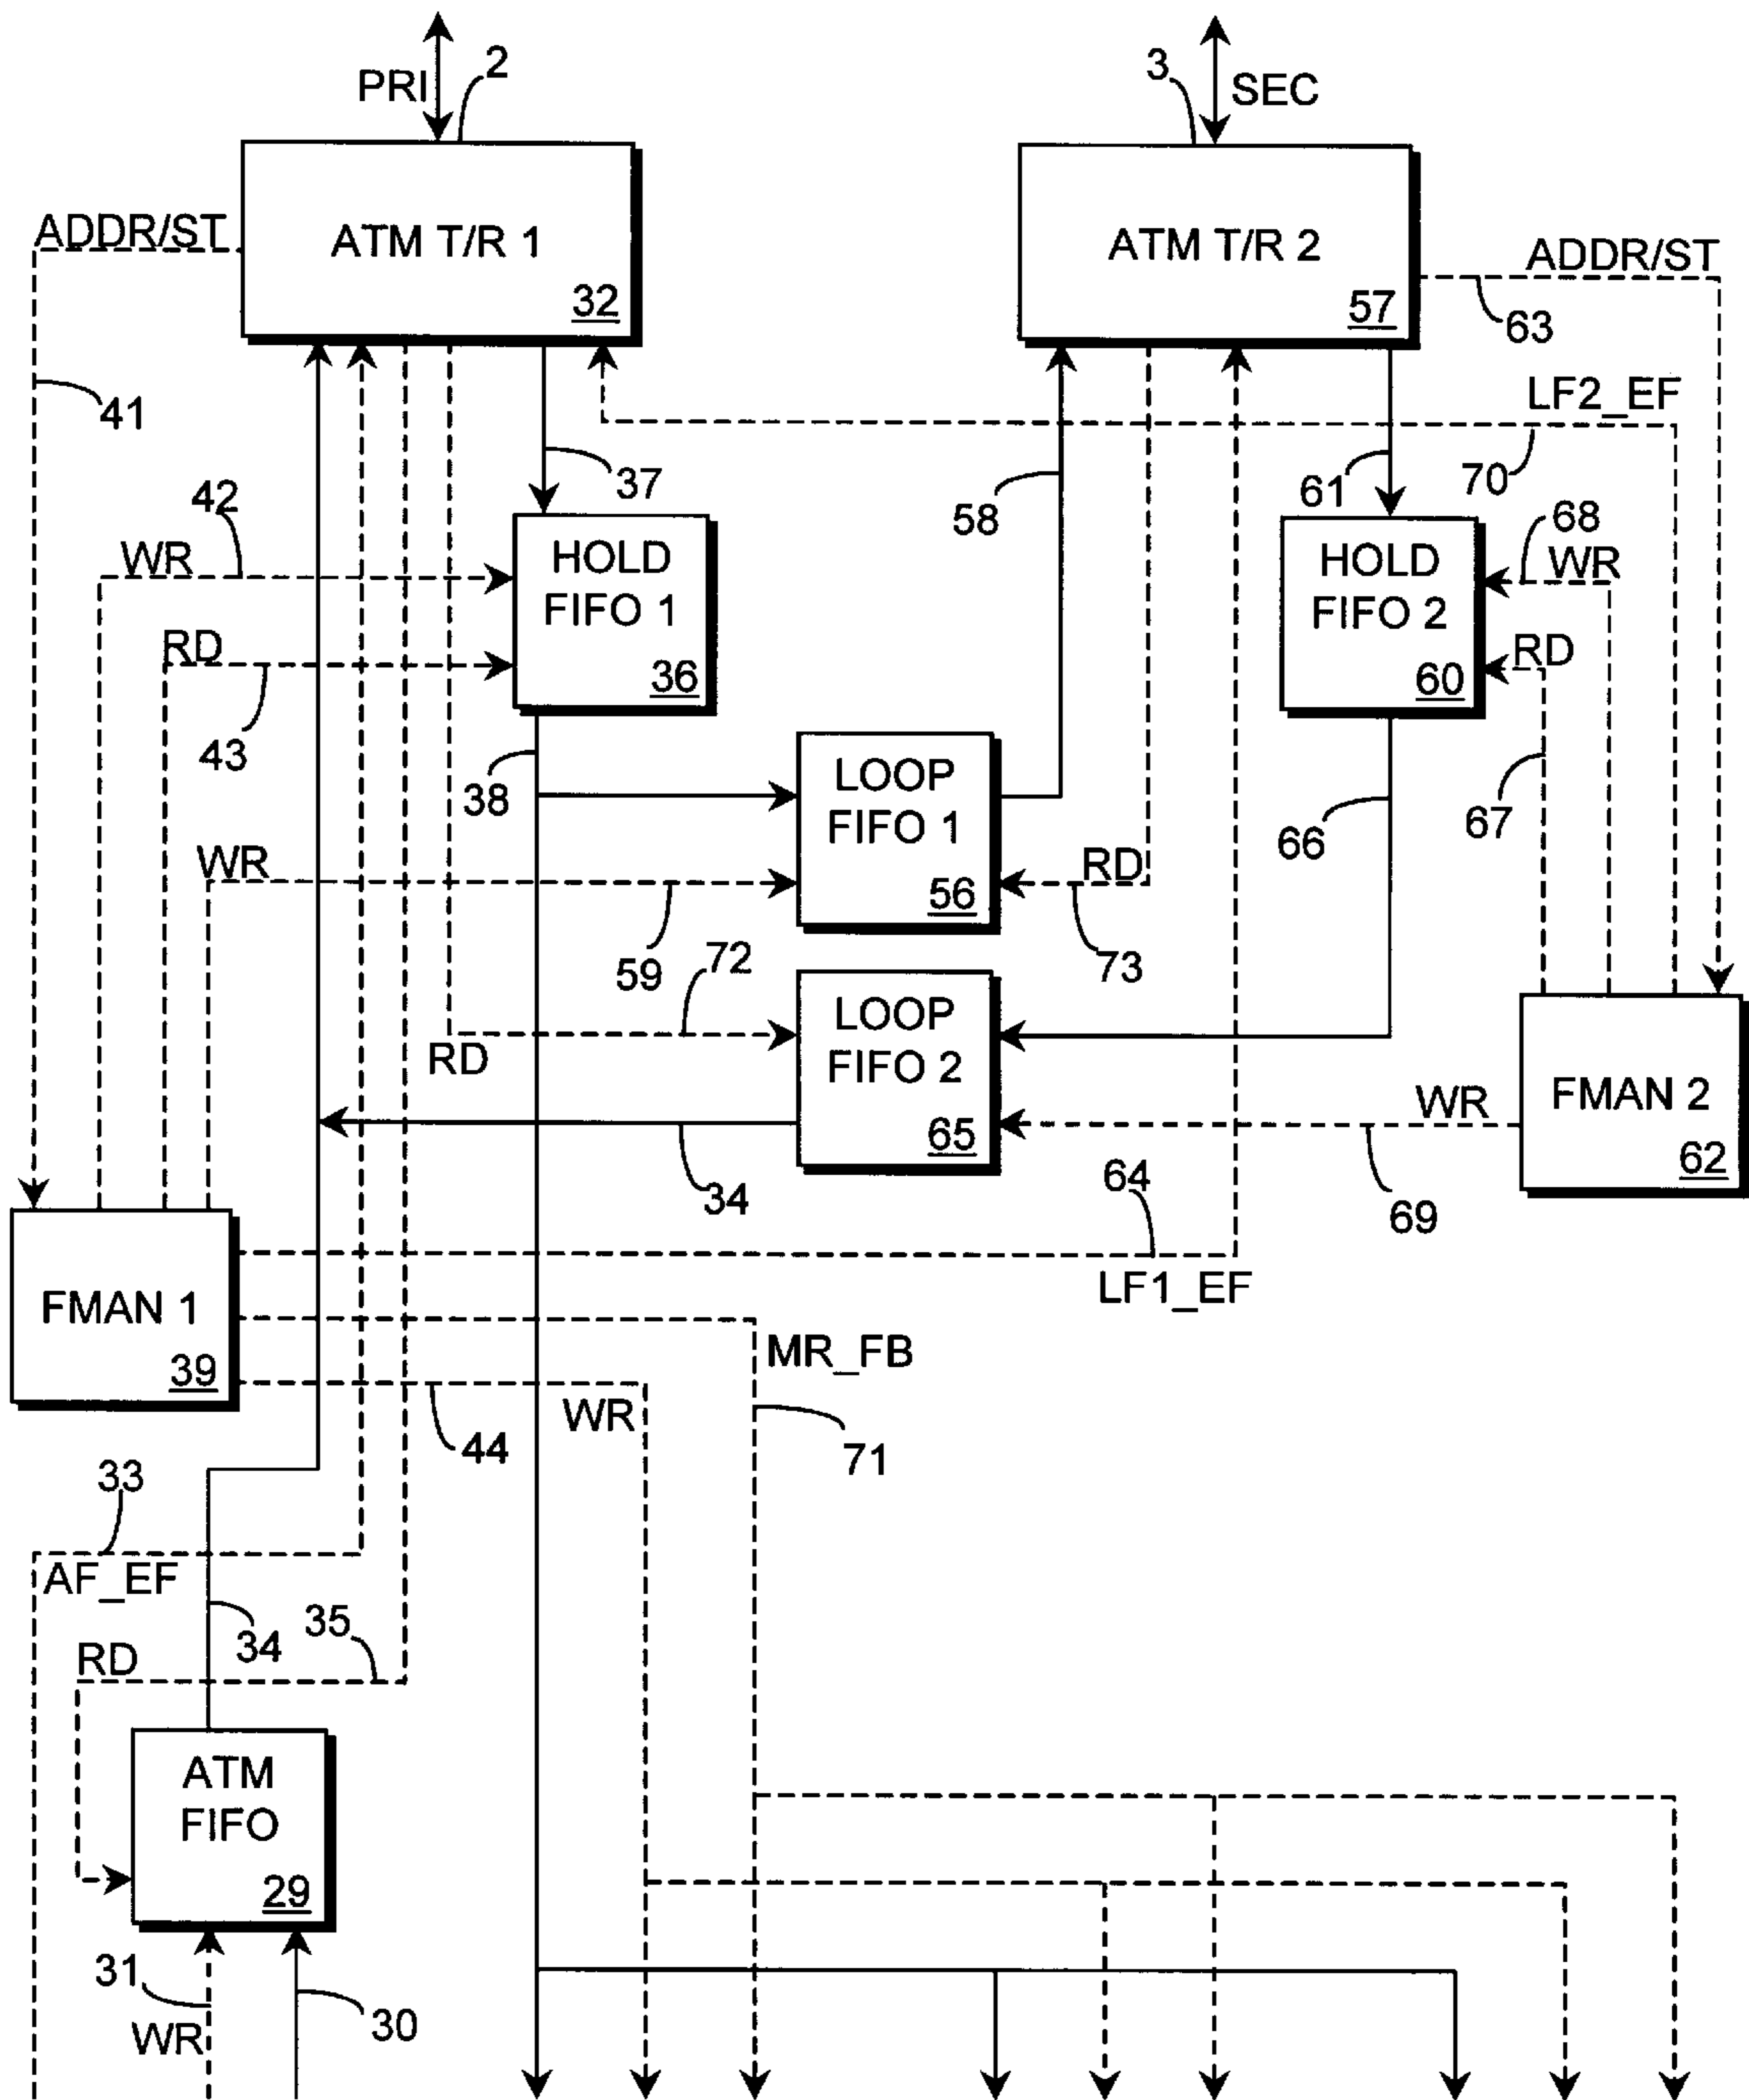 2
3
PRI
SEC
ADDR/ST
ATM T/R 1
32
ATM T/R 2
57
ADDR/ST
63
41
LF2_EF
37
58
61
70
42
68
WR
HOLD
FIFO 1
36
HOLD
FIFO 2
60
WR
RD
RD
43
38
67
LOOP
FIFO 1
56
66
WR
RD
59
72
73
LOOP
FIFO 2
65
RD
FMAN 2
62
WR
34
64
69
FMAN 1
39
LF1_EF
MR_FB
WR
44
71
33
AF_EF
34
35
RD
ATM
FIFO
29
31
30
WR